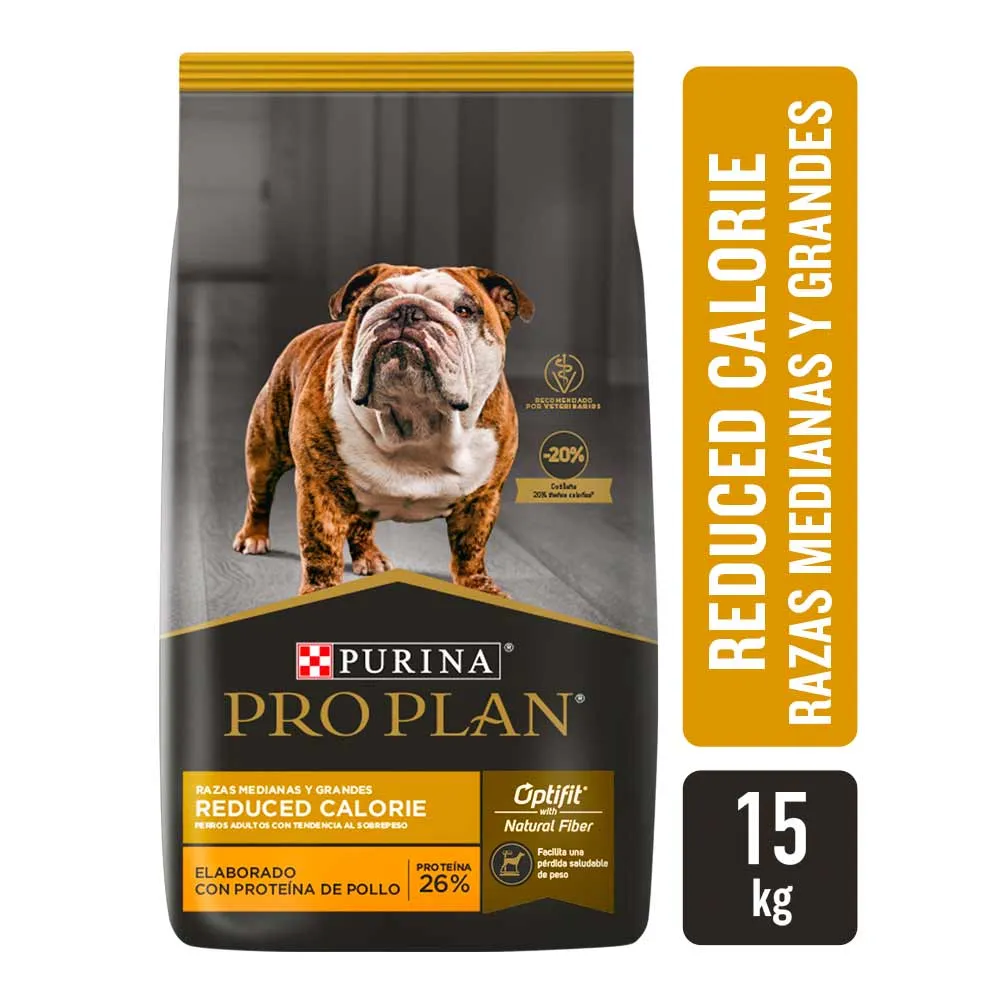 RECOMENDADO
POR VETERINARIOS
-20%
20% menos calorías*
PURINA®
PRO PLAN®
RAZAS MEDIANAS Y GRANDES
REDUCED CALORIE
PERROS ADULTOS CON TENDENCIA AL SOBREPESO
ELABORADO
CON PROTEÍNA DE POLLO
PROTEÍNA
26%
Optifit®
with
Natural Fiber
Facilita una
pérdida saludable
de peso
REDUCED CALORIE
RAZAS MEDIANAS Y GRANDES
15
kg